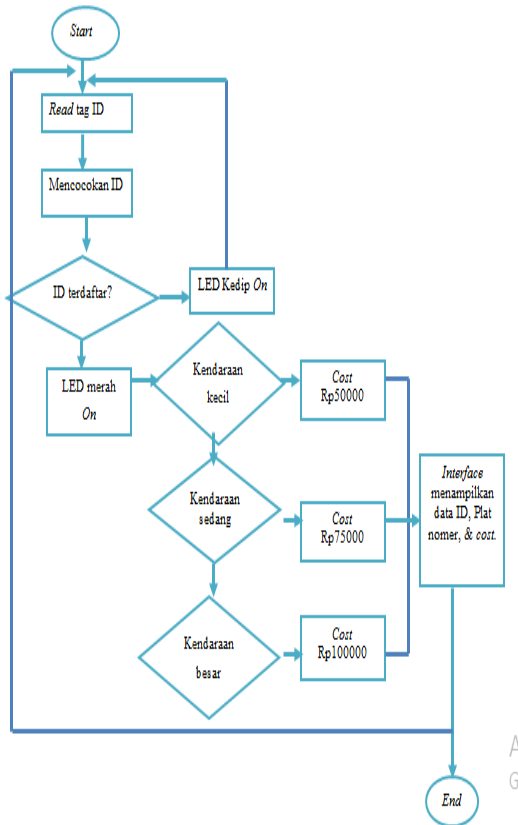 Start
Read tag ID
Mencocokan ID
ID terdaftar?
LED Kedip On
LED merah
On
Kendaraan
kecil
Cost
Rp50000
Kendaraan
sedang
Cost
Rp75000
Interface
menampilkan
data ID, Plat
nomer, & cost.
Kendaraan
besar
Cost
Rp100000
A
G
End